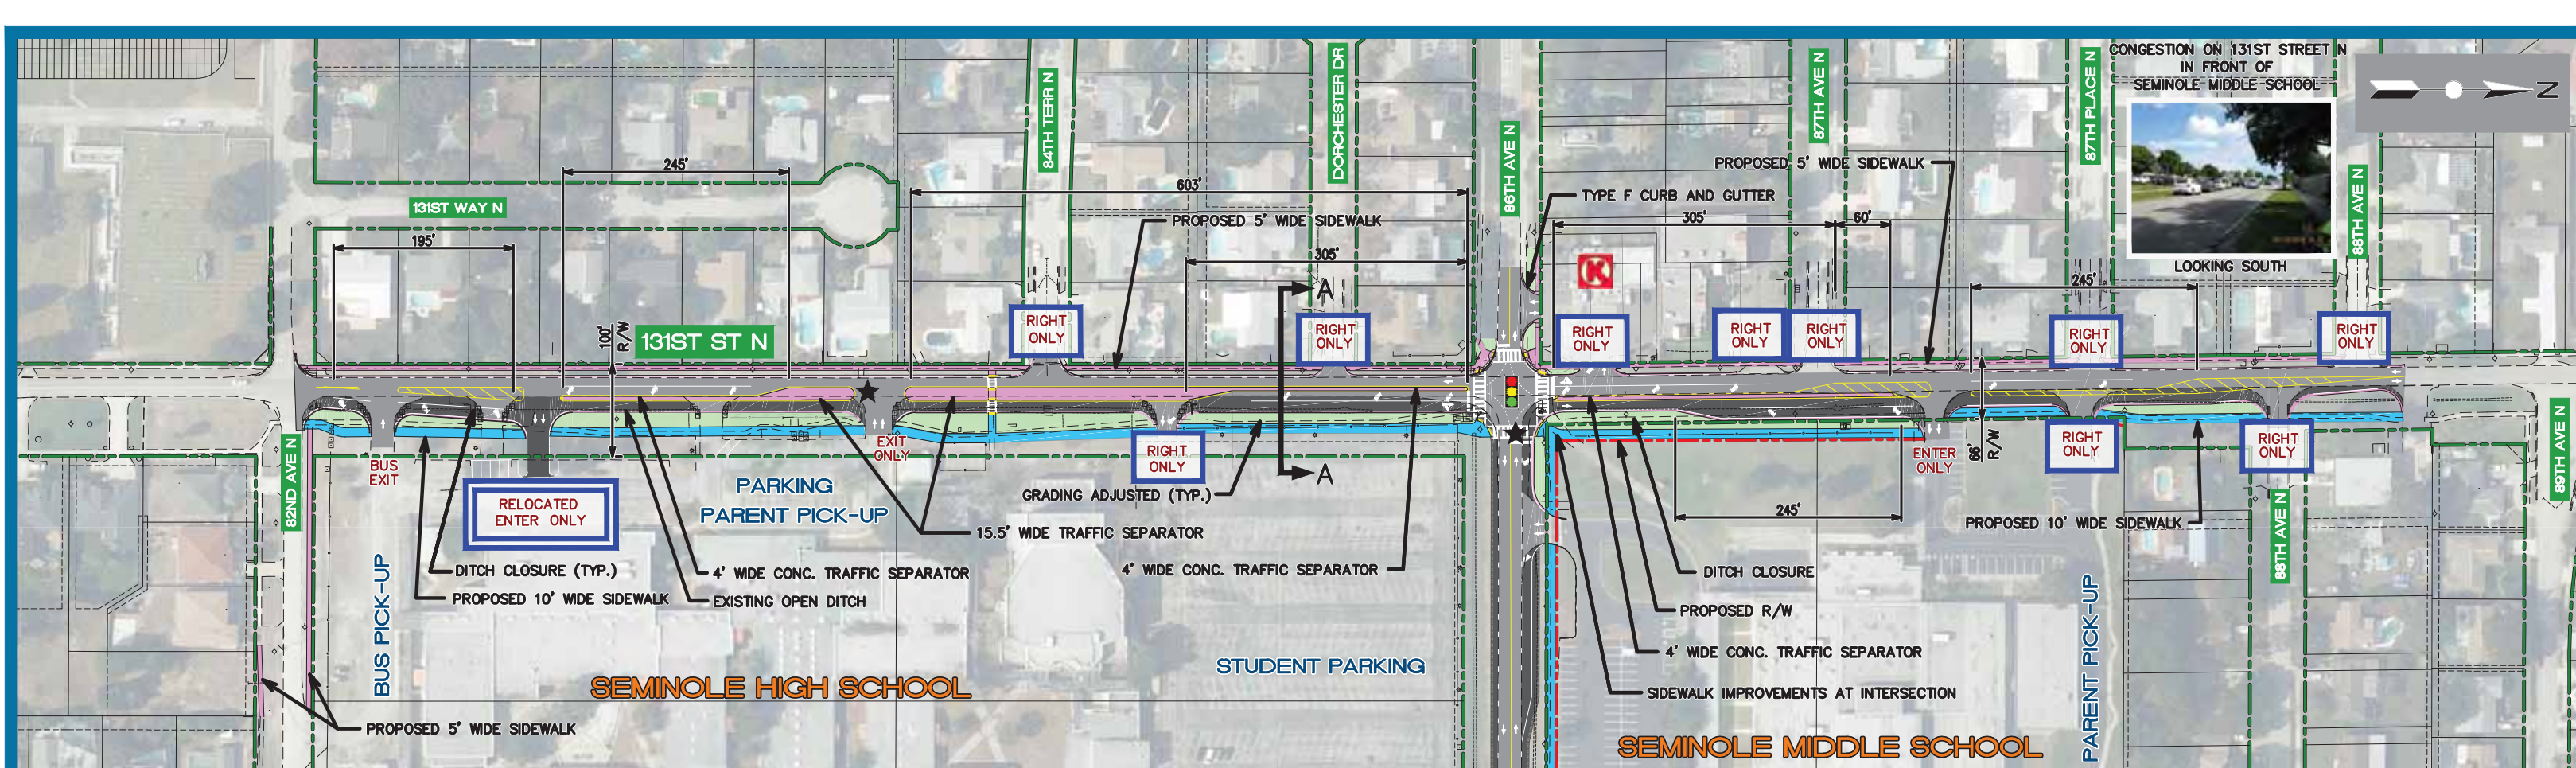 CONGESTION ON 131ST STREET N
IN FRONT OF
SEMINOLE MIDDLE SCHOOL
N
LOOKING SOUTH
84TH TERR N
DORCHESTER DR
86TH AVE N
87TH AVE N
87TH PLACE N
88TH AVE N
131ST WAY N
195'
245'
603'
PROPOSED 5' WIDE SIDEWALK
305'
TYPE F CURB AND GUTTER
PROPOSED 5' WIDE SIDEWALK
305'
60'
245'
K
100'
R/W
131ST ST N
RIGHT
ONLY
RIGHT
ONLY
RIGHT
ONLY
RIGHT
ONLY
RIGHT
ONLY
RIGHT
ONLY
RIGHT
ONLY
A
A
82ND AVE N
BUS
EXIT
RELOCATED
ENTER ONLY
PARKING
PARENT PICK-UP
EXIT
ONLY
RIGHT
ONLY
GRADING ADJUSTED (TYP.)
15.5' WIDE TRAFFIC SEPARATOR
4' WIDE CONC. TRAFFIC SEPARATOR
245'
ENTER
ONLY
66'
R/W
RIGHT
ONLY
RIGHT
ONLY
PROPOSED 10' WIDE SIDEWALK
88TH AVE N
89TH AVE N
BUS PICK-UP
DITCH CLOSURE (TYP.)
PROPOSED 10' WIDE SIDEWALK
4' WIDE CONC. TRAFFIC SEPARATOR
EXISTING OPEN DITCH
DITCH CLOSURE
PROPOSED R/W
4' WIDE CONC. TRAFFIC SEPARATOR
SIDEWALK IMPROVEMENTS AT INTERSECTION
PARENT PICK-UP
STUDENT PARKING
SEMINOLE HIGH SCHOOL
PROPOSED 5' WIDE SIDEWALK
SEMINOLE MIDDLE SCHOOL